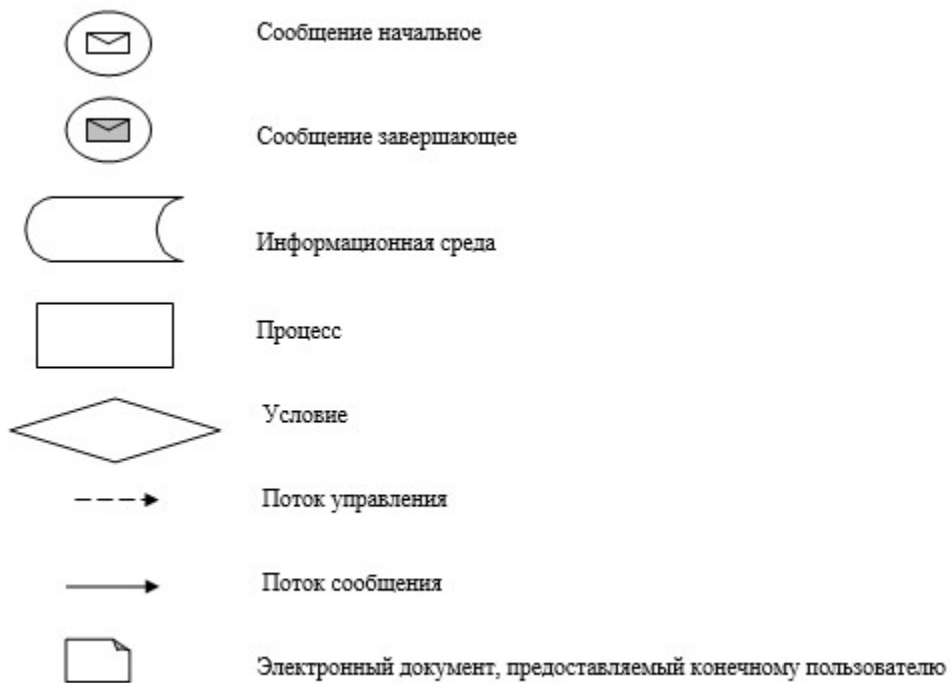 Сообщение начальное
Сообщение завершающее
Информационная среда
Процесс
Условие
Поток управления
Поток сообщения
Электронный документ, предоставляемый конечному пользователю